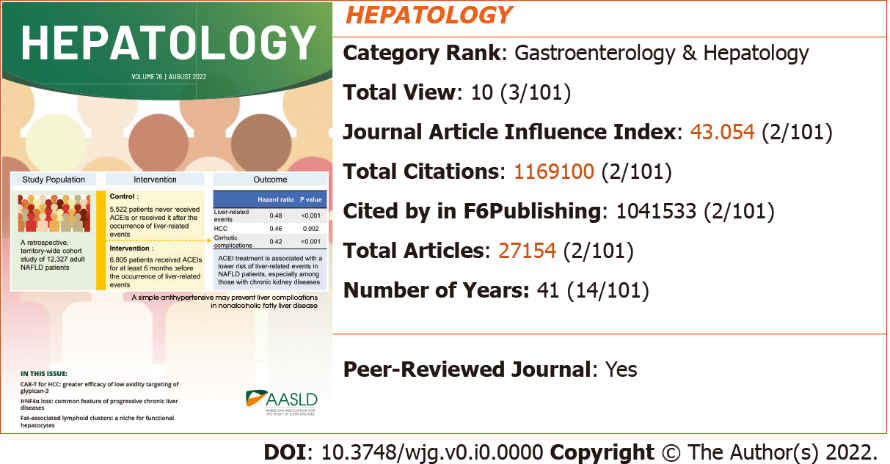 HEPATOLOGY
VOLUME 76 | AUGUST 2022
Study Population
Intervention
Outcome
A retrospective,
territory-wide cohort
study of 12,327 adult
NAFLD patients
Control :
5,522 patients never received
ACEIs or received it after the
occurrence of liver-related
events
Intervention :
6,805 patients received ACEIs
for at least 6 months before
the occurrence of liver-related
events
Hazard ratio P value
Liver-related
events 0.48 <0.001
HCC 0.46 0.002
Cirrhotic
complications 0.42 <0.001
ACEI treatment is associated with a
lower risk of liver-related events in
NAFLD patients, especially among
those with chronic kidney diseases
A simple antihypertensive may prevent liver complications
in nonalcoholic fatty liver disease
IN THIS ISSUE:
CAR-T for HCC: greater efficacy of low avidity targeting of
glypican-3
HNF4α loss: common feature of progressive chronic liver
diseases
Fat-associated lymphoid clusters: a niche for functional
hepatocytes
AASLD
AMERICAN ASSOCIATION FOR
THE STUDY OF LIVER DISEASES
HEPATOLOGY
Category Rank: Gastroenterology & Hepatology
Total View: 10 (3/101)
Journal Article Influence Index: 43.054 (2/101)
Total Citations: 1169100 (2/101)
Cited by in F6Publishing: 1041533 (2/101)
Total Articles: 27154 (2/101)
Number of Years: 41 (14/101)
Peer-Reviewed Journal: Yes
DOI: 10.3748/wjg.v0.i0.0000 Copyright © The Author(s) 2022.